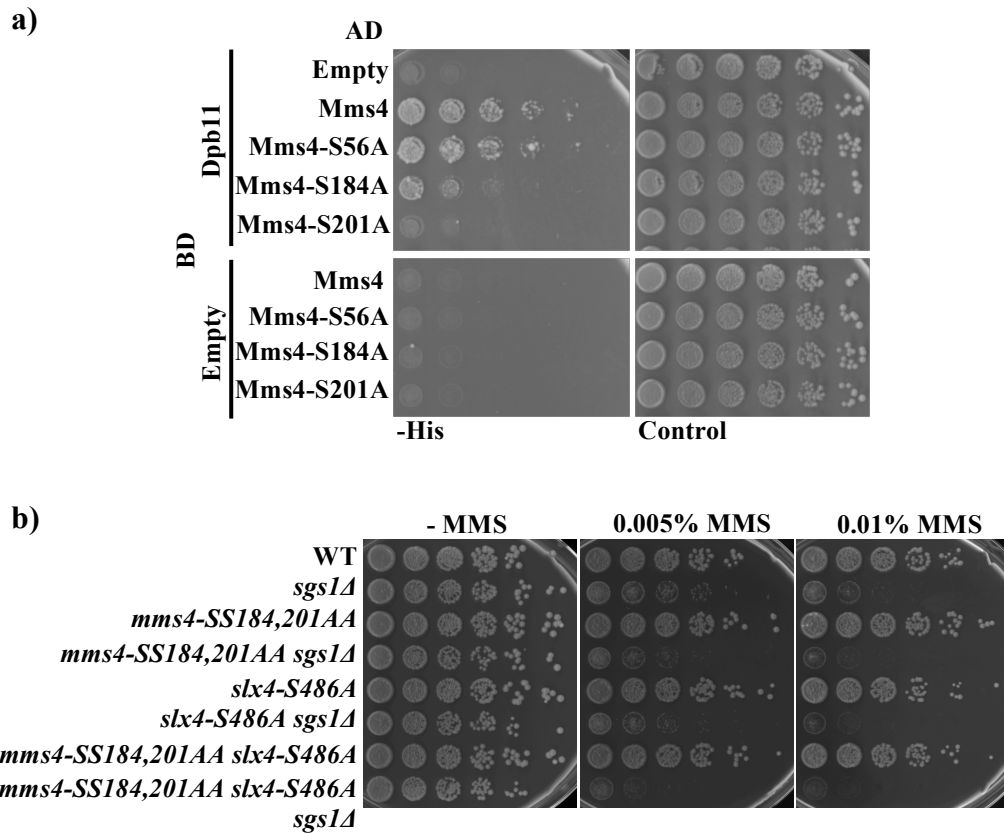 a)
AD
Empty
Mms4
Mms4-S56A
Mms4-S184A
Mms4-S201A
Dpb11
BD
Mms4
Mms4-S56A
Mms4-S184A
Mms4-S201A
Empty
-His Control
b)
- MMS 0.005% MMS 0.01% MMS
WT
sgs1Δ
mms4-SS184,201AA
mms4-SS184,201AA sgs1Δ
slx4-S486A
slx4-S486A sgs1Δ
mms4-SS184,201AA slx4-S486A
mms4-SS184,201AA slx4-S486A
sgs1Δ